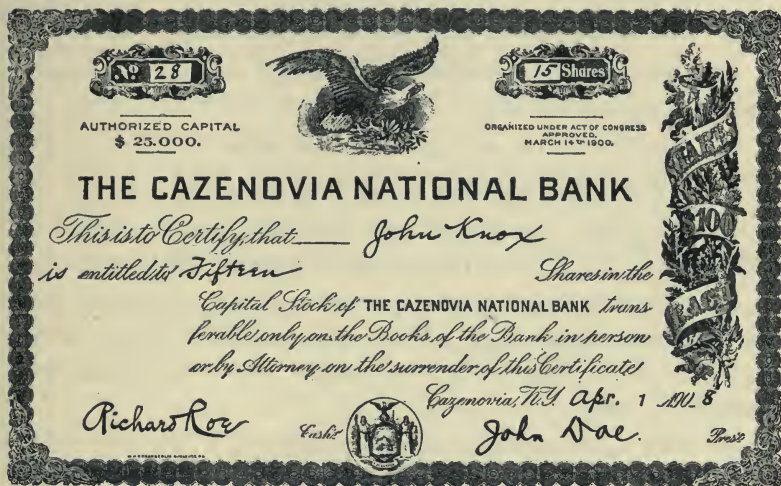 No 28
15 Shares
AUTHORIZED CAPITAL
$ 25.000.
ORGANIZED UNDER ACT OF CONGRESS
APPROVED,
MARCH 14TH 1900.
SHARES
$100
EACH
THE CAZENOVIA NATIONAL BANK
This is to Certify, that John Knox
is entitled to Fifteen Shares in the
Capital Stock of THE CAZENOVIA NATIONAL BANK trans
ferable only on the Books of the Bank in person
or by Attorney on the surrender of this Certificate
Cazenovia, N.Y. Apr. 1 190 8
Richard Roe Cash'r John Doe. Pres't